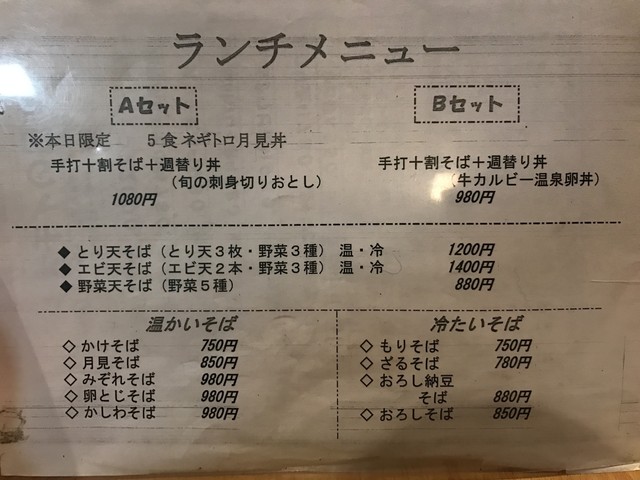 ランチメニュー
Aセット
※本日限定 5食ネギトロ月見丼
手打十割そば+週替り丼
(旬の刺身切りおとし)
1080円
Bセット
手打十割そば+週替り丼
(牛カルビー温泉卵丼)
980円
◆ とり天そば(とり天3枚・野菜3種) 温・冷 1200円
◆ エビ天そば(エビ天2本・野菜3種) 温・冷 1400円
◆ 野菜天そば(野菜5種) 880円
温かいそば
◇ かけそば 750円
◇ 月見そば 850円
◇ みぞれそば 980円
◇ 卵とじそば 980円
◇ かしわそば 980円
冷たいそば
◇ もりそば 750円
◇ ざるそば 780円
◇ おろし納豆
そば 880円
◇ おろしそば 850円